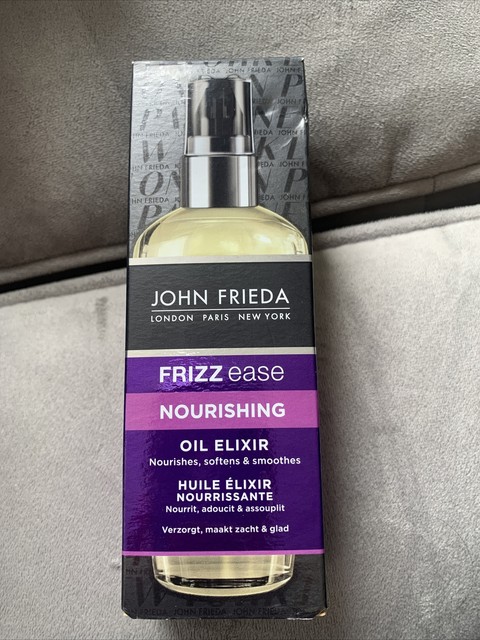 JOHN FRIEDA
LONDON PARIS NEW YORK
FRIZZ ease
NOURISHING
OIL ELIXIR
Nourishes, softens & smoothes
HUILE ÉLIXIR
NOURRISSANTE
Nourrit, adoucit & assouplit
Verzorgt, maakt zacht & glad